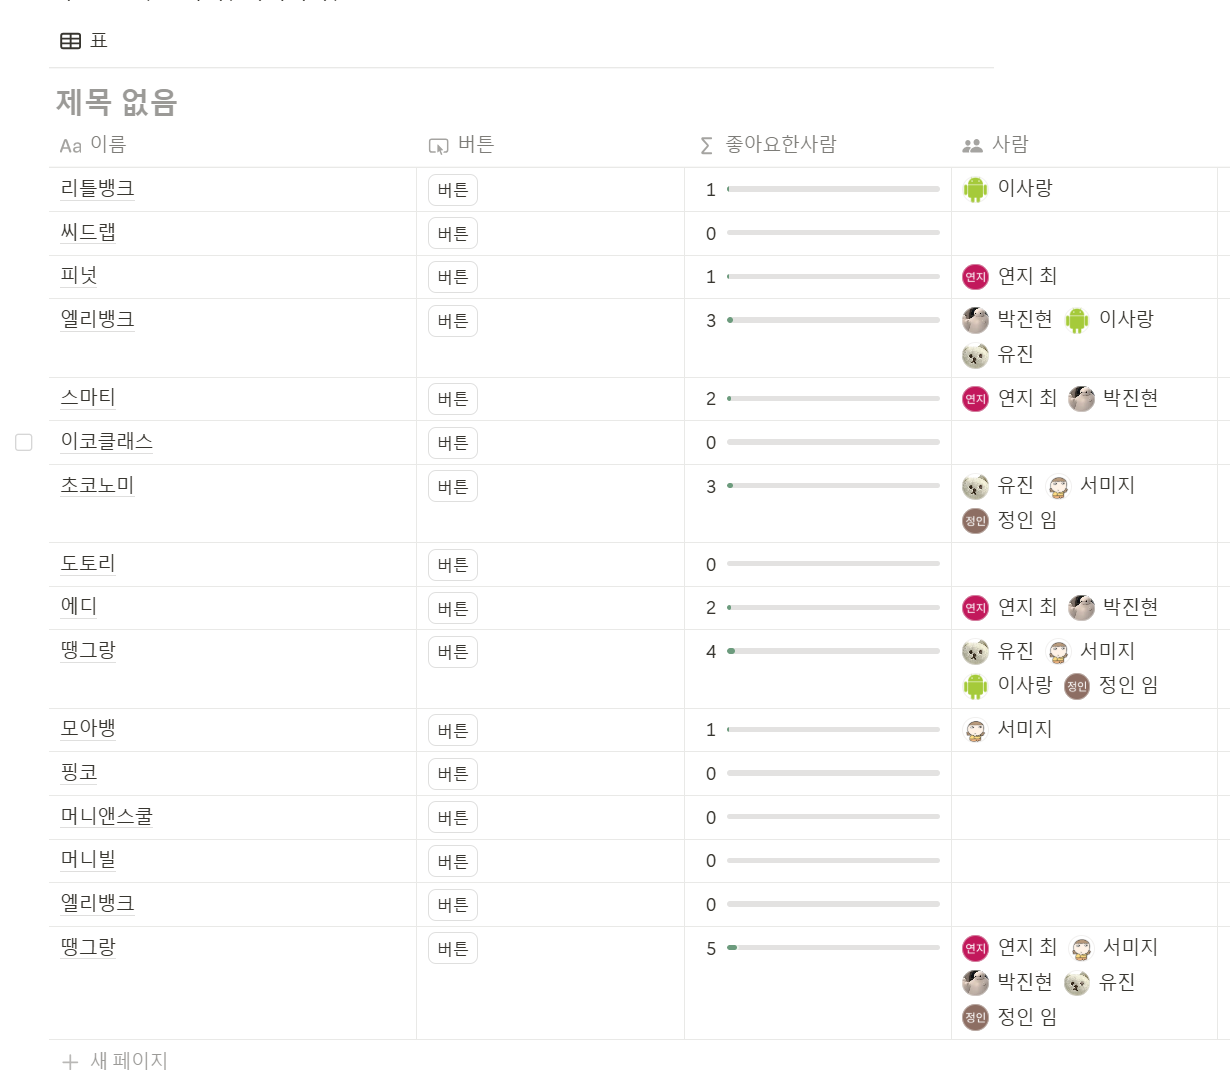 표
제목 없음
Aa 이름 버튼 Σ 좋아요한사람 사람
리틀뱅크 버튼 1 이사랑
씨드랩 버튼 0
피넛 버튼 1 연지 연지 최
엘리뱅크 버튼 3 박진현 이사랑
유진
스마티 버튼 2 연지 연지 최 박진현
이코클래스 버튼 0
초코노미 버튼 3 유진 서미지
정인 정인 임
도토리 버튼 0
에디 버튼 2 연지 연지 최 박진현
땡그랑 버튼 4 유진 서미지
이사랑 정인 정인 임
모아뱅 버튼 1 서미지
핑코 버튼 0
머니앤스쿨 버튼 0
머니빌 버튼 0
엘리뱅크 버튼 0
땡그랑 버튼 5 연지 연지 최 서미지
박진현 유진
정인 정인 임
+ 새 페이지